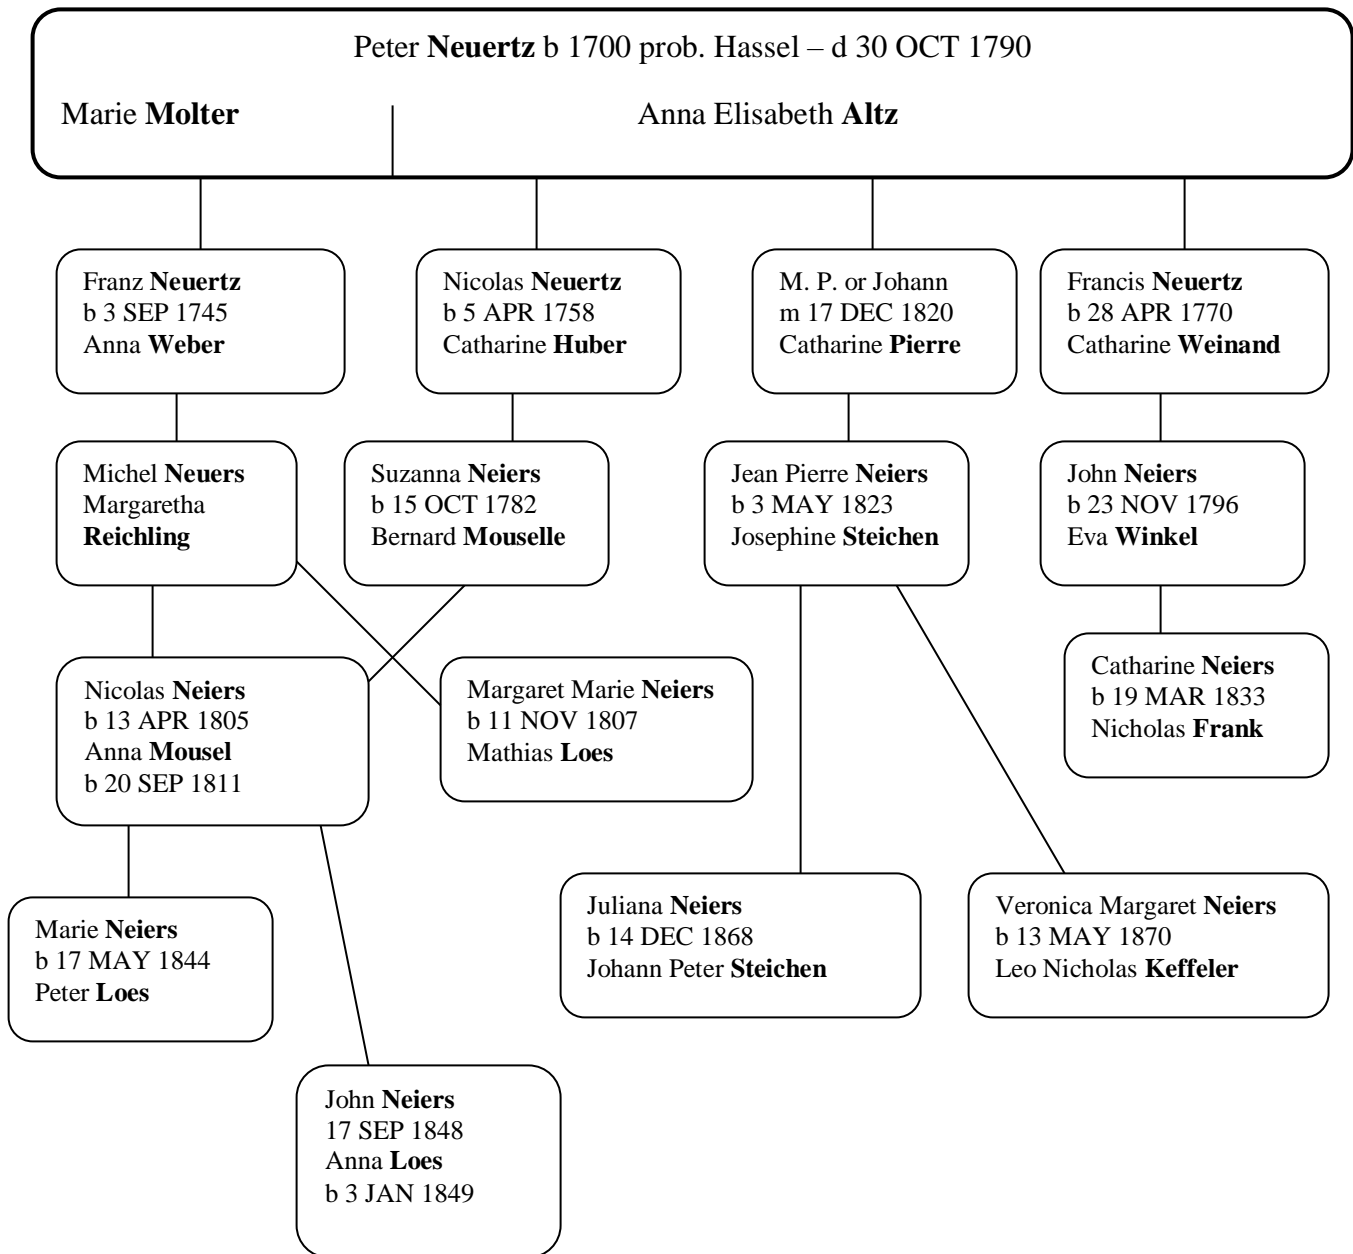 Peter Neuertz b 1700 prob. Hassel – d 30 OCT 1790
Marie Molter
Anna Elisabeth Altz
Franz Neuertz
b 3 SEP 1745
Anna Weber
Nicolas Neuertz
b 5 APR 1758
Catharine Huber
M. P. or Johann
m 17 DEC 1820
Catharine Pierre
Francis Neuertz
b 28 APR 1770
Catharine Weinand
Michel Neuers
Margaretha
Reichling
Suzanna Neiers
b 15 OCT 1782
Bernard Mouselle
Jean Pierre Neiers
b 3 MAY 1823
Josephine Steichen
John Neiers
b 23 NOV 1796
Eva Winkel
Nicolas Neiers
b 13 APR 1805
Anna Mousel
b 20 SEP 1811
Margaret Marie Neiers
b 11 NOV 1807
Mathias Loes
Catharine Neiers
b 19 MAR 1833
Nicholas Frank
Marie Neiers
b 17 MAY 1844
Peter Loes
Juliana Neiers
b 14 DEC 1868
Johann Peter Steichen
Veronica Margaret Neiers
b 13 MAY 1870
Leo Nicholas Keffeler
John Neiers
17 SEP 1848
Anna Loes
b 3 JAN 1849